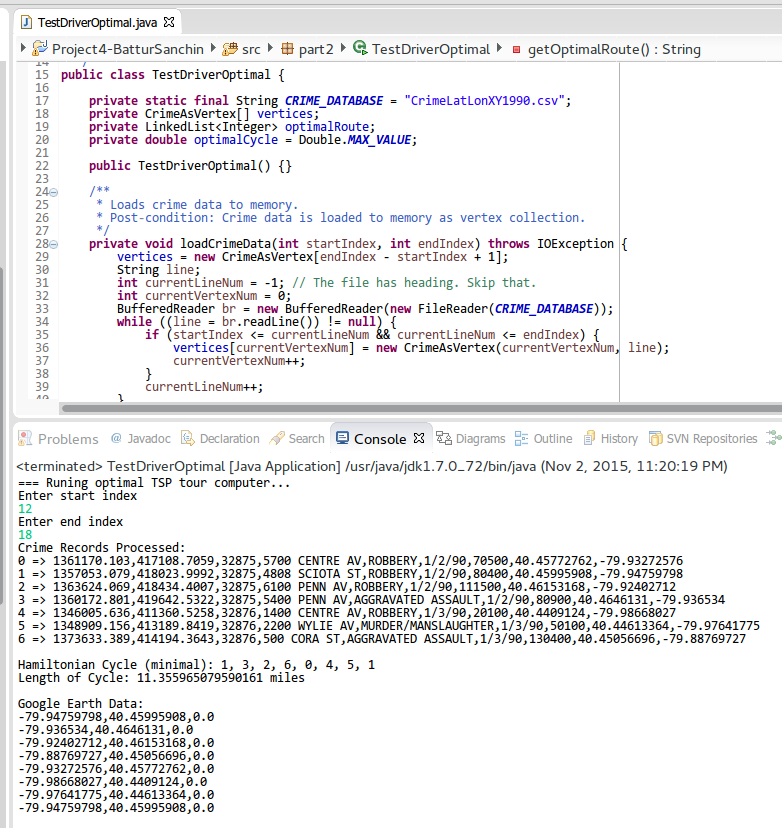 TestDriverOptimal.java
Project4-BatturSanchin src part2 TestDriverOptimal getOptimalRoute() : String
14 */
15 public class TestDriverOptimal {
16
17 private static final String CRIME_DATABASE = "CrimeLatLonXY1990.csv";
18 private CrimeAsVertex[] vertices;
19 private LinkedList<Integer> optimalRoute;
20 private double optimalCycle = Double.MAX_VALUE;
21
22 public TestDriverOptimal() {}
23
24 /**
25 * Loads crime data to memory.
26 * Post-condition: Crime data is loaded to memory as vertex collection.
27 */
28 private void loadCrimeData(int startIndex, int endIndex) throws IOException {
29 vertices = new CrimeAsVertex[endIndex - startIndex + 1];
30 String line;
31 int currentLineNum = -1; // The file has heading. Skip that.
32 int currentVertexNum = 0;
33 BufferedReader br = new BufferedReader(new FileReader(CRIME_DATABASE));
34 while ((line = br.readLine()) != null) {
35 if (startIndex <= currentLineNum && currentLineNum <= endIndex) {
36 vertices[currentVertexNum] = new CrimeAsVertex(currentVertexNum, line);
37 currentVertexNum++;
38 }
39 currentLineNum++;
40 }
Problems Javadoc Declaration Search Console Diagrams Outline History SVN Repositories
<terminated> TestDriverOptimal [Java Application] /usr/java/jdk1.7.0_72/bin/java (Nov 2, 2015, 11:20:19 PM)
=== Runing optimal TSP tour computer...
Enter start index
12
Enter end index
18
Crime Records Processed:
0 => 1361170.103,417108.7059,32875,5700 CENTRE AV,ROBBERY,1/2/90,70500,40.45772762,-79.93272576
1 => 1357053.079,418023.9992,32875,4808 SCIOTA ST,ROBBERY,1/2/90,80400,40.45995908,-79.94759798
2 => 1363624.069,418434.4007,32875,6100 PENN AV,ROBBERY,1/2/90,111500,40.46153168,-79.92402712
3 => 1360172.801,419642.5322,32875,5400 PENN AV,AGGRAVATED ASSAULT,1/2/90,80900,40.4646131,-79.936534
4 => 1346005.636,411360.5258,32876,1400 CENTRE AV,ROBBERY,1/3/90,20100,40.4409124,-79.98668027
5 => 1348909.156,413189.8419,32876,2200 WYLIE AV,MURDER/MANSLAUGHTER,1/3/90,50100,40.44613364,-79.97641775
6 => 1373633.389,414194.3643,32876,500 CORA ST,AGGRAVATED ASSAULT,1/3/90,130400,40.45056696,-79.88769727

Hamiltonian Cycle (minimal): 1, 3, 2, 6, 0, 4, 5, 1
Length of Cycle: 11.355965079590161 miles

Google Earth Data:
-79.94759798,40.45995908,0.0
-79.936534,40.4646131,0.0
-79.92402712,40.46153168,0.0
-79.88769727,40.45056696,0.0
-79.93272576,40.45772762,0.0
-79.98668027,40.4409124,0.0
-79.97641775,40.44613364,0.0
-79.94759798,40.45995908,0.0